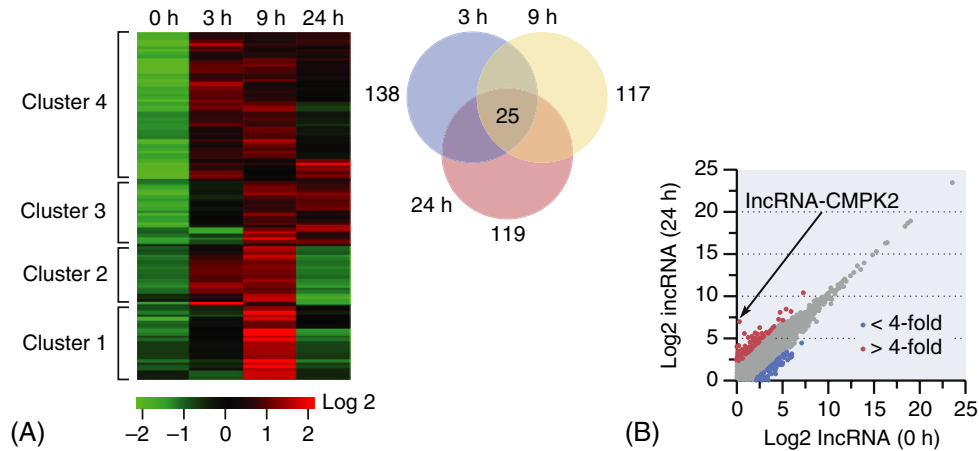 0 h 3 h 9 h 24 h
Cluster 4
Cluster 3
Cluster 2
Cluster 1
−2 −1 0 1 2
Log 2
(A)
3 h 9 h
138
117
25
24 h
119
25
20
15
10
5
0
Log2 incRNA (24 h)
lncRNA-CMPK2
< 4-fold
> 4-fold
0 5 10 15 20 25
Log2 lncRNA (0 h)
(B)